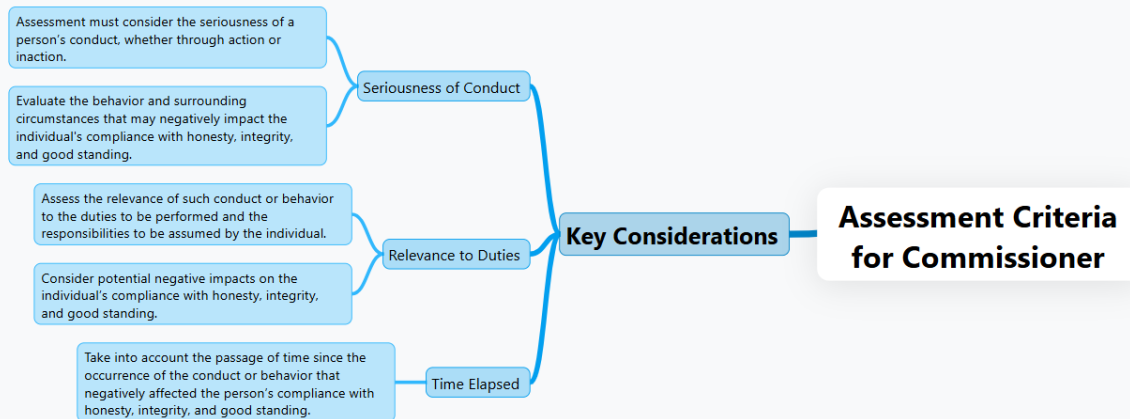 Assessment must consider the seriousness of a
person's conduct, whether through action or
inaction.
Seriousness of Conduct
Evaluate the behavior and surrounding
circumstances that may negatively impact the
individual's compliance with honesty, integrity,
and good standing.
Assess the relevance of such conduct or behavior
to the duties to be performed and the
responsibilities to be assumed by the individual.
Key Considerations
Assessment Criteria
for Commissioner
Relevance to Duties
Consider potential negative impacts on the
individual's compliance with honesty, integrity,
and good standing.
Take into account the passage of time since the
occurrence of the conduct or behavior that
negatively affected the person's compliance with
honesty, integrity, and good standing.
Time Elapsed